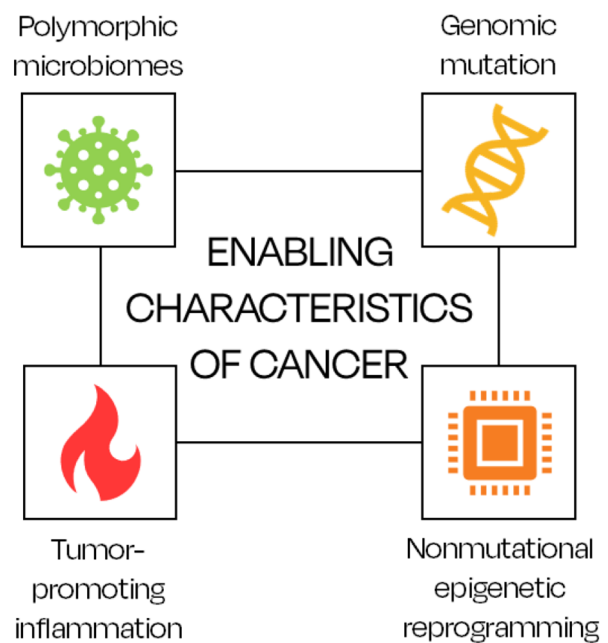 Polymorphic
microbiomes
Genomic
mutation
ENABLING
CHARACTERISTICS
OF CANCER
Tumor-
promoting
inflammation
Nonmutational
epigenetic
reprogramming